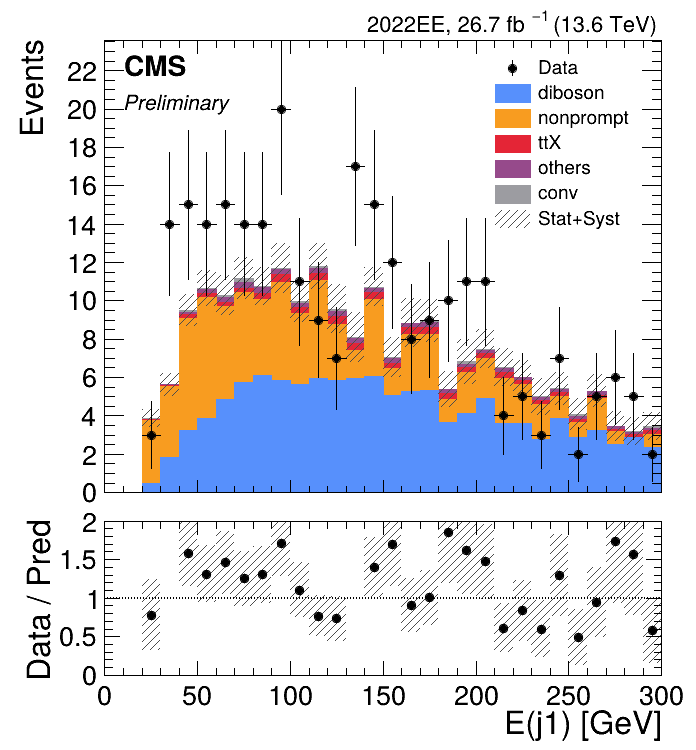 2022EE, 26.7 fb⁻¹ (13.6 TeV)
Events
CMS
Preliminary
Data
diboson
nonprompt
ttX
others
conv
Stat+Syst
22
20
18
16
14
12
10
8
6
4
2
0
Data / Pred
2
1.5
1
0.5
0
0 50 100 150 200 250 300
E(j1) [GeV]